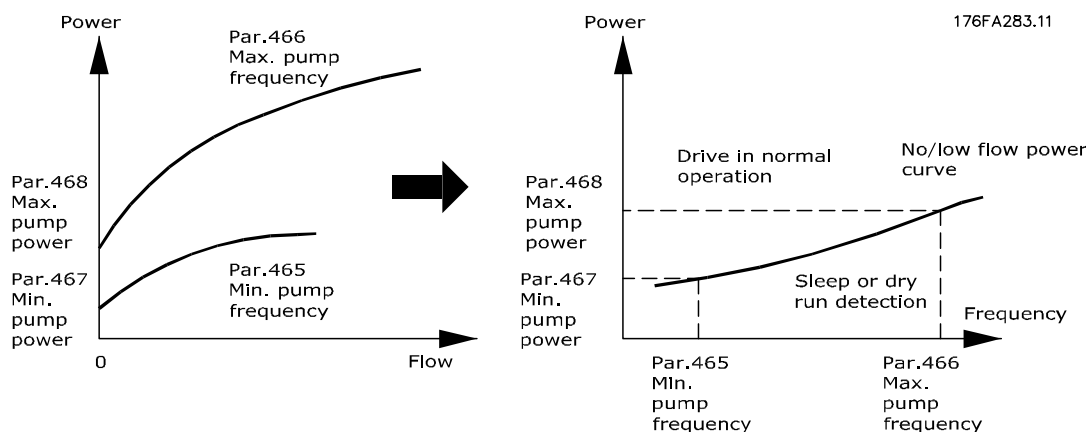 Power
Par.466
Max. pump
frequency
Par.468
Max.
pump
power
Par.467
Min.
pump
power
Par.465
Min. pump
frequency
0
Flow
Power
176FA283.11
Drive in normal
operation
No/low flow power
curve
Par.468
Max.
pump
power
Par.467
Min.
pump
power
Sleep or dry
run detection
Frequency
Par.465
Min.
pump
frequency
Par.466
Max.
pump
frequency